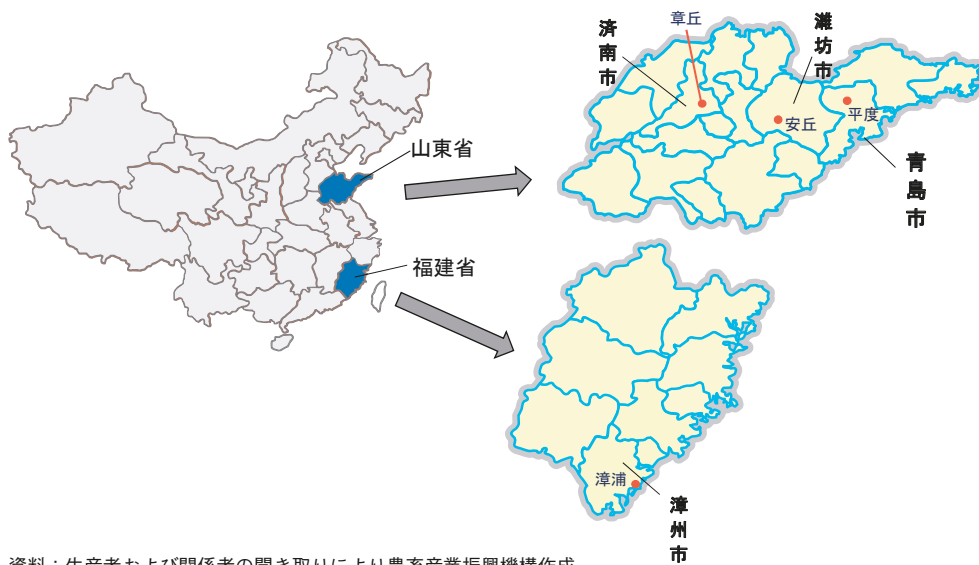 山東省
福建省
済南市
章丘
濰坊市
安丘
平度
青島市
漳浦
漳州市
資料：生産者および関係者の聞き取りにより農畜産業振興機構作成